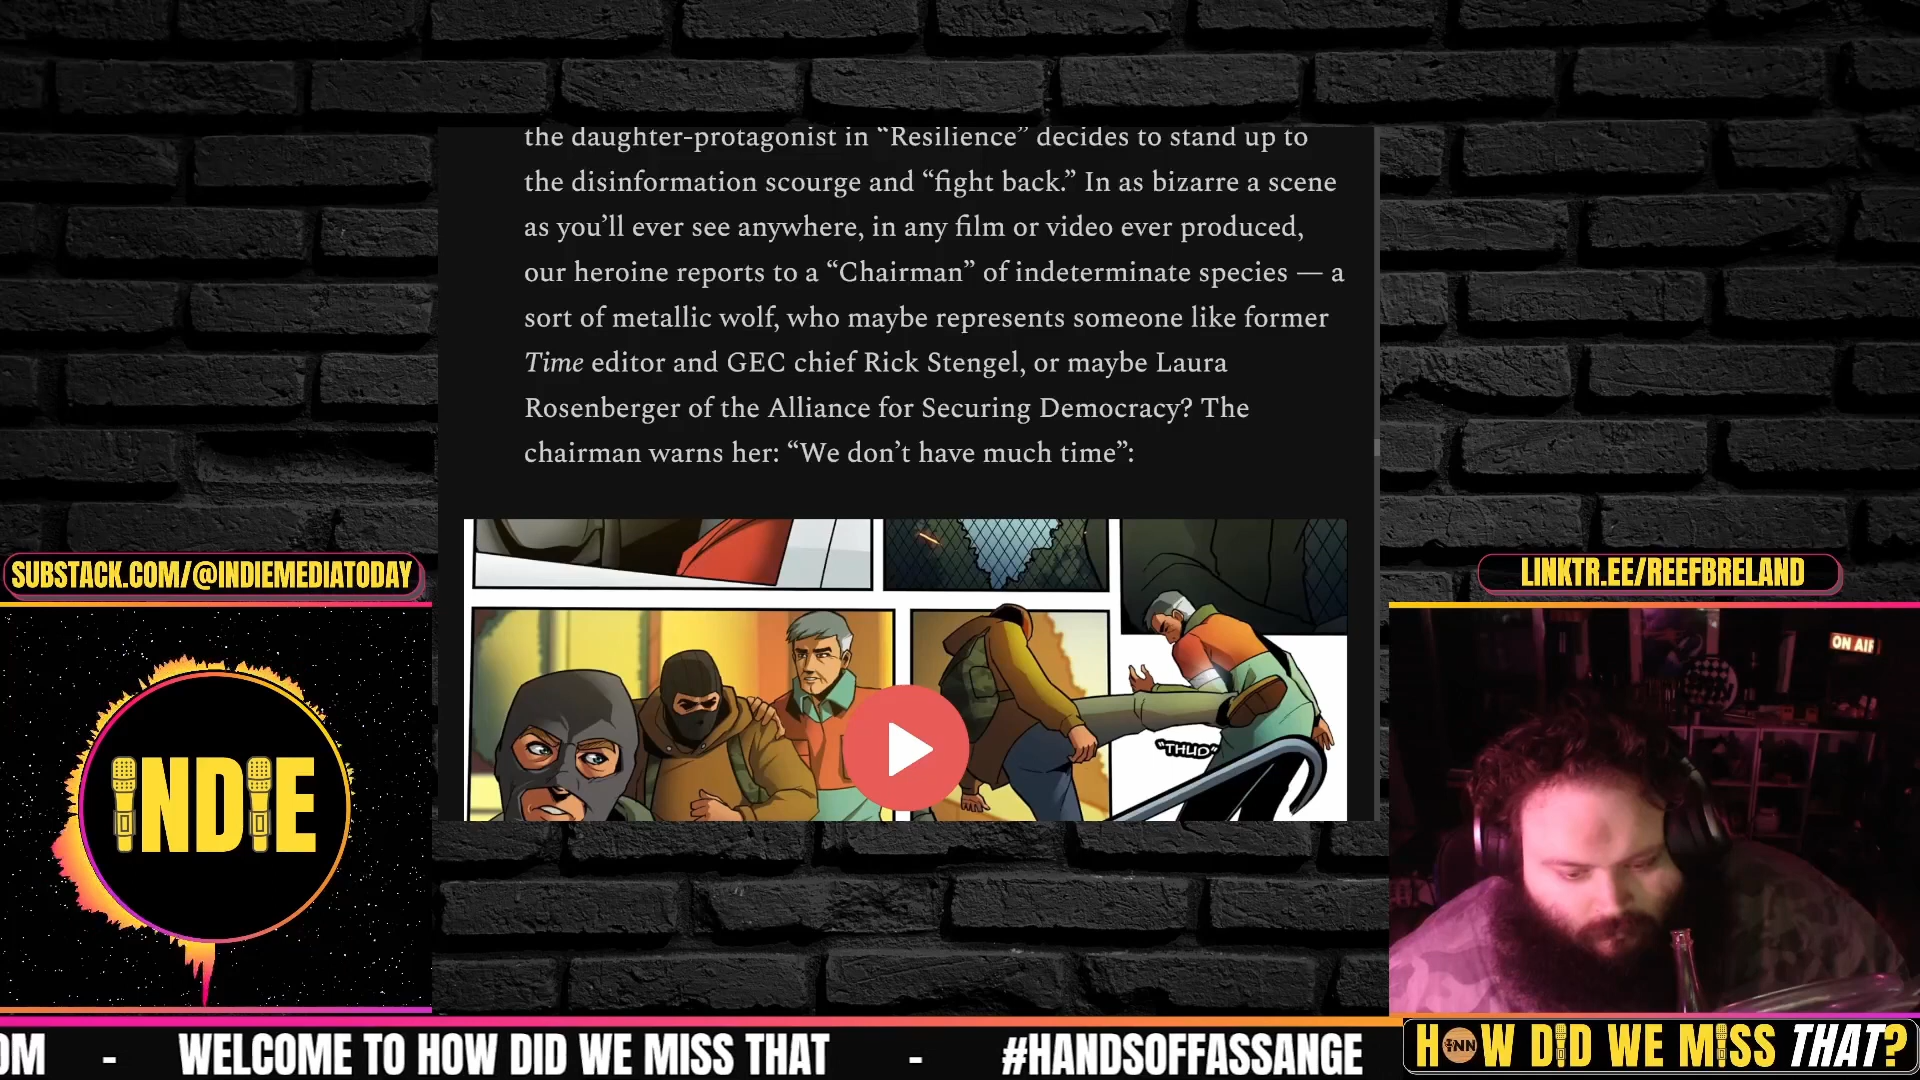 the daughter-protagonist in “Resilience” decides to stand up to
the disinformation scourge and “fight back.” In as bizarre a scene
as you’ll ever see anywhere, in any film or video ever produced,
our heroine reports to a “Chairman” of indeterminate species — a
sort of metallic wolf, who maybe represents someone like former
Time editor and GEC chief Rick Stengel, or maybe Laura
Rosenberger of the Alliance for Securing Democracy? The
chairman warns her: “We don’t have much time”:
"THUD"
SUBSTACK.COM/@INDIEMEDIATODAY
INDIE
LINKTR.EE/REEFBRELAND
ON AIR
OM - WELCOME TO HOW DID WE MISS THAT - #HANDSOFFASSANGE
HOW DID WE MISS THAT?
INN